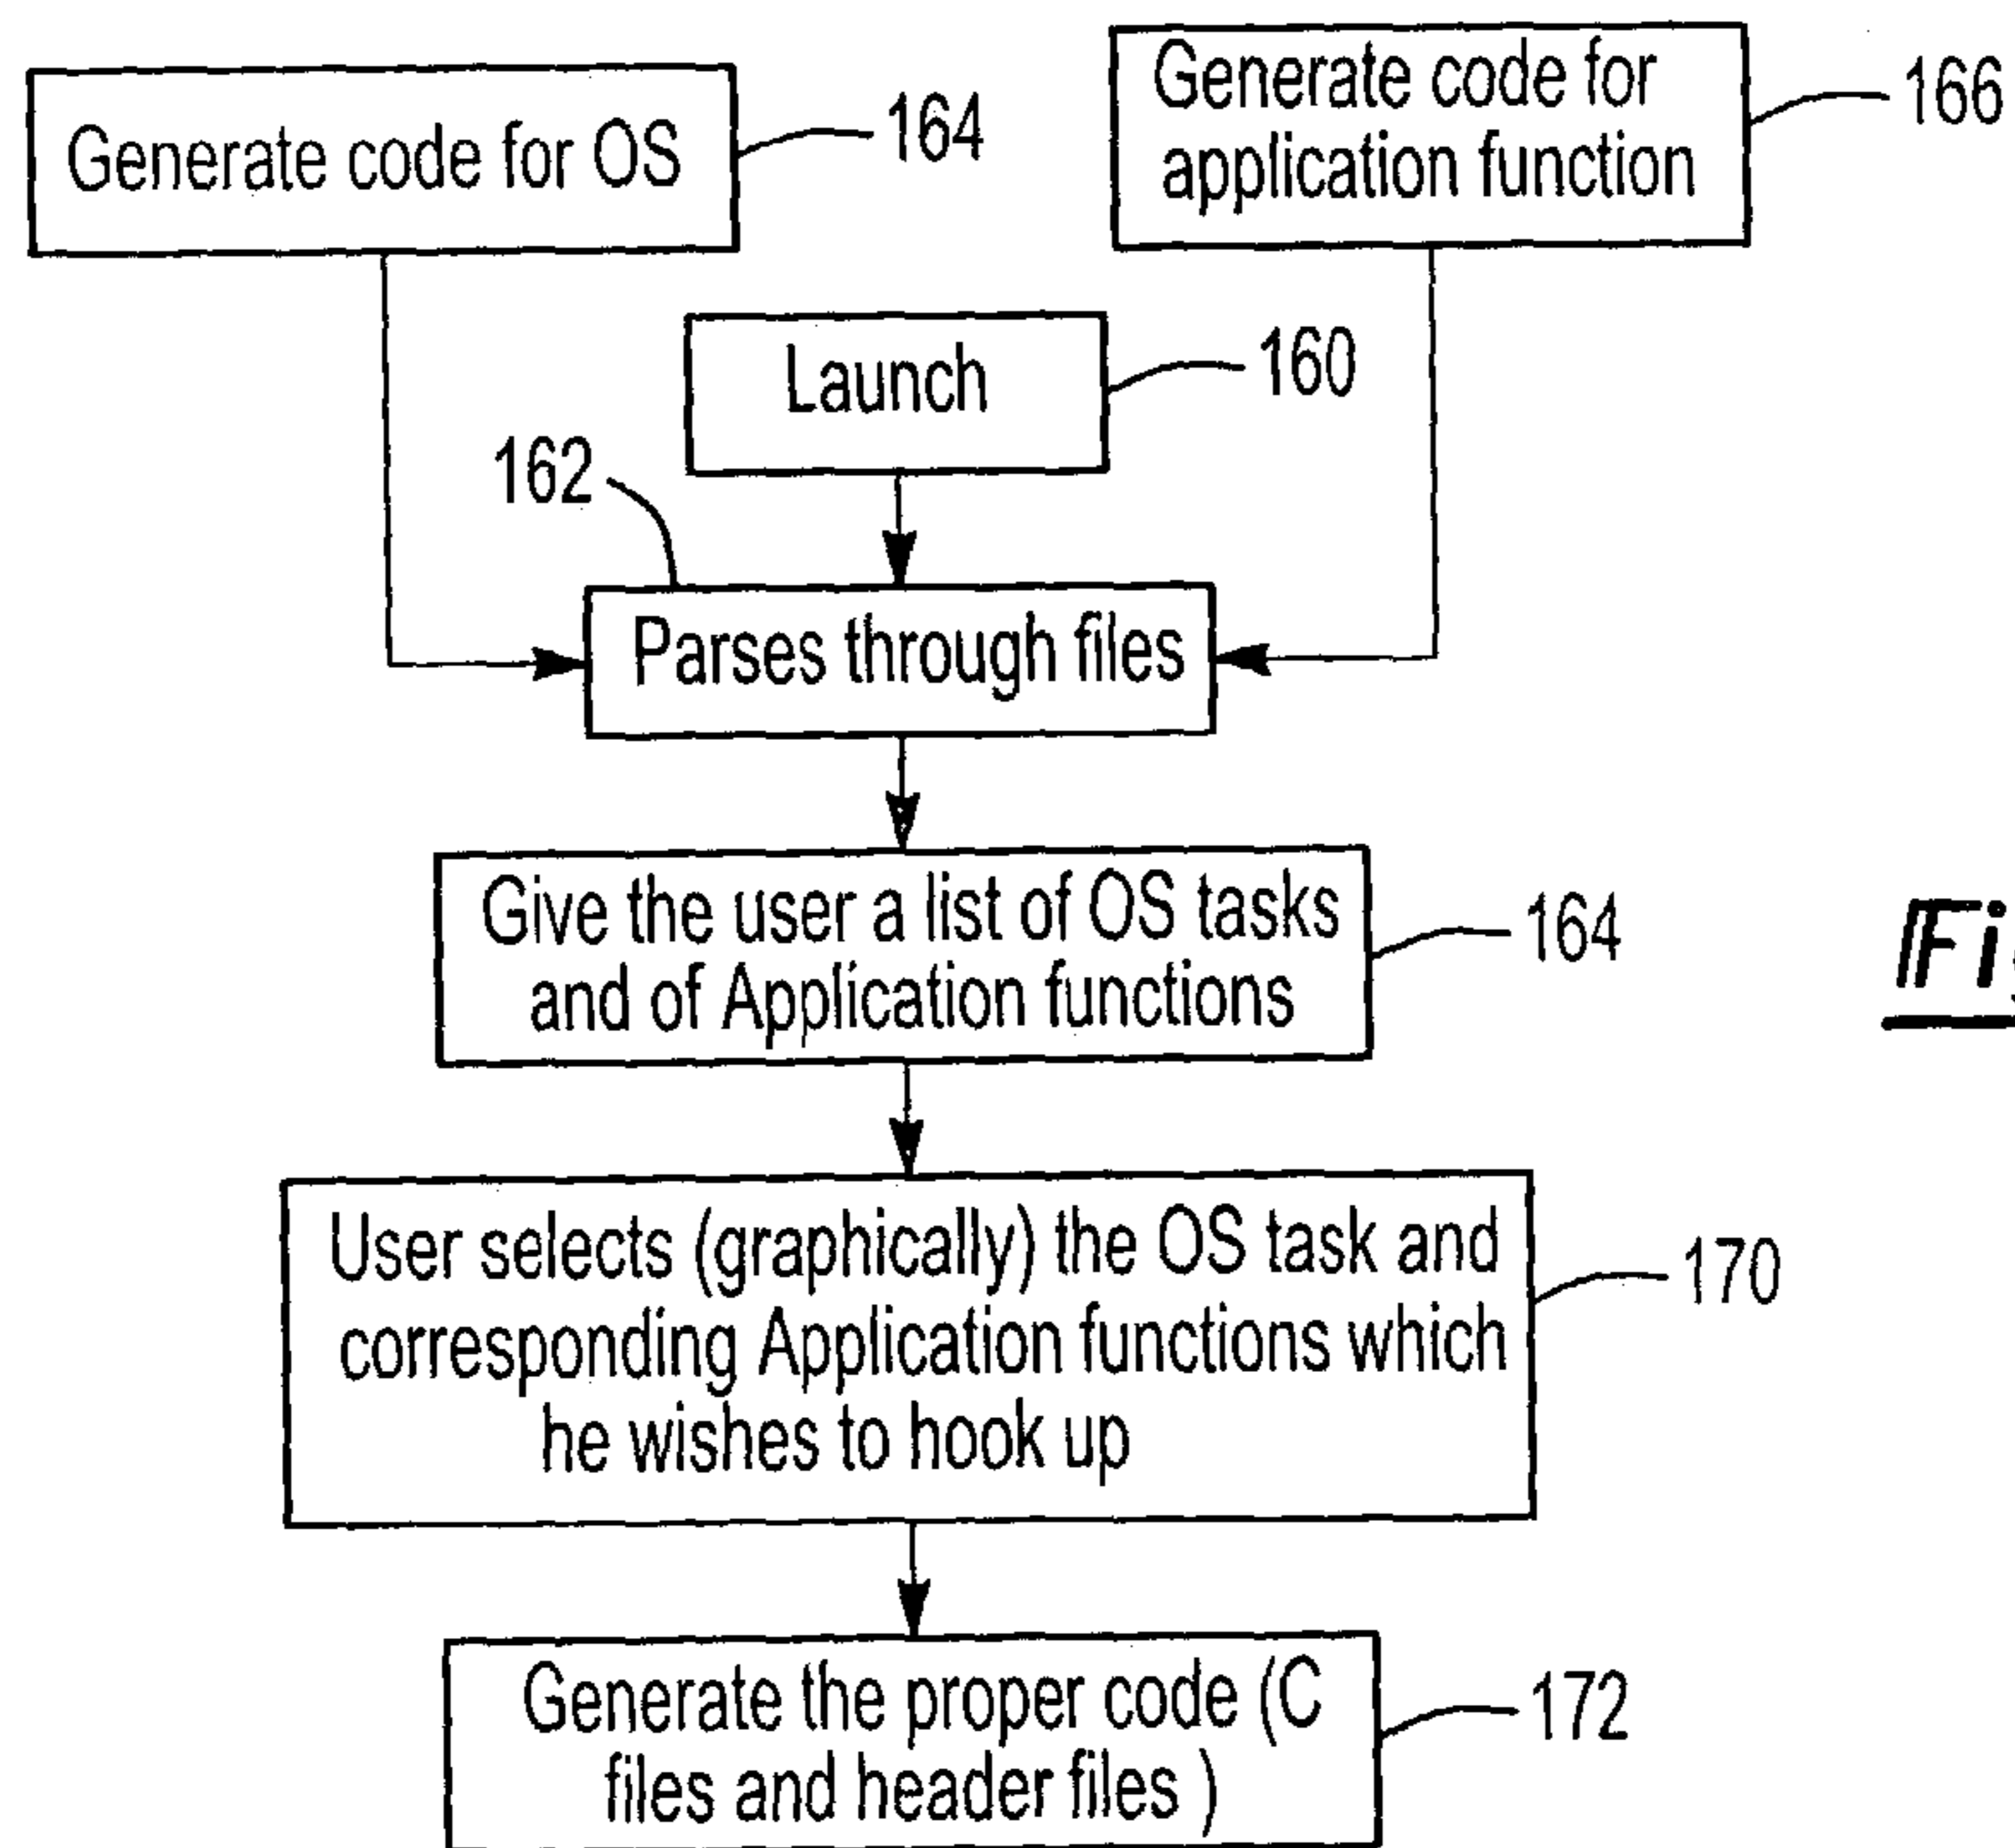 Generate code for OS
164
Generate code for
application function
166
Launch
160
162
Parses through files
Give the user a list of OS tasks
and of Application functions
164
User selects (graphically) the OS task and
corresponding Application functions which
he wishes to hook up
170
Generate the proper code (C
files and header files )
172